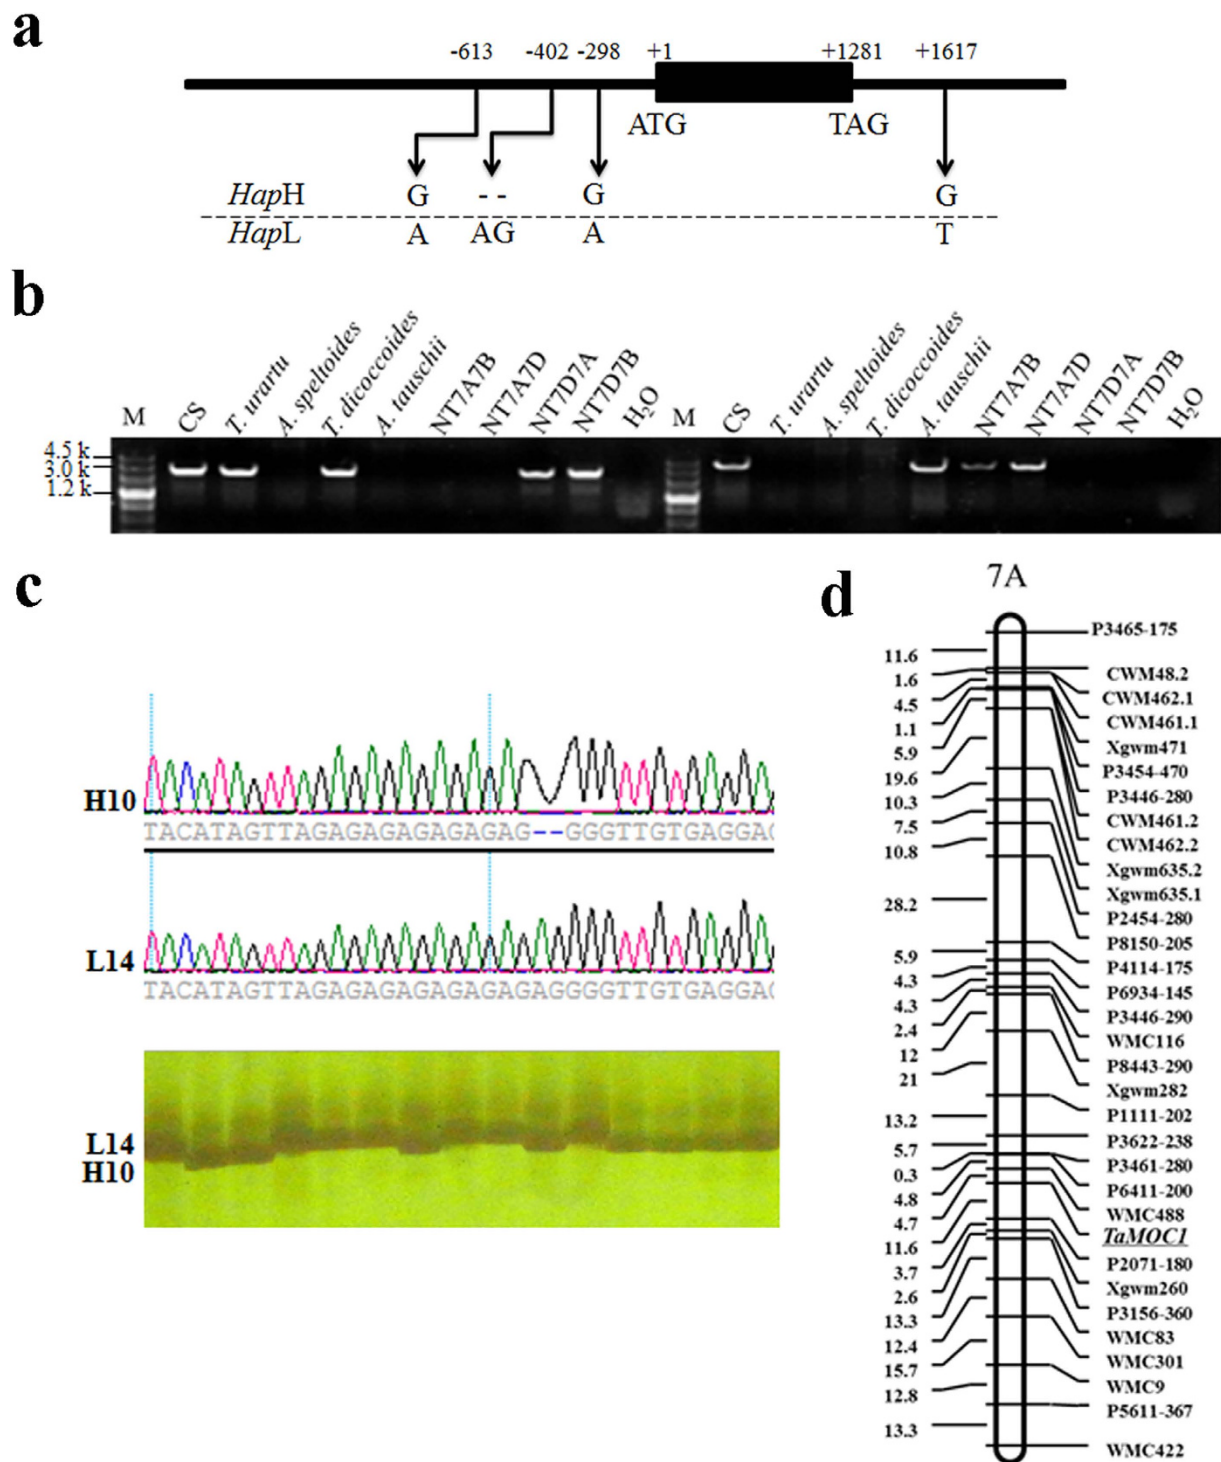 a
-613 -402 -298 +1 +1281 +1617
ATG TAG
HapH G -- G G
HapL A AG A T
b
M CS T. urartu A. speltoides T. dicoccoides A. tauschii NT7A7B NT7A7D NT7D7A NT7D7B H₂O M CS T. urartu A. speltoides T. dicoccoides A. tauschii NT7A7B NT7A7D NT7D7A NT7D7B H₂O
4.5 k
3.0 k
1.2 k
c
H10
TACATAGTTAGAGAGAGAGAGAG--GGGTTGTGAGGAG
L14
TACATAGTTAGAGAGAGAGAGAGAGGGGTTGTGAGGAG
L14
H10
d
7A
11.6
1.6
4.5
1.1
5.9
19.6
10.3
7.5
10.8
28.2
5.9
4.3
4.3
2.4
12
21
13.2
5.7
0.3
4.8
4.7
11.6
3.7
2.6
13.3
12.4
15.7
12.8
13.3
P3465-175
CWM48.2
CWM462.1
CWM461.1
Xgwm471
P3454-470
P3446-280
CWM461.2
CWM462.2
Xgwm635.2
Xgwm635.1
P2454-280
P8150-205
P4114-175
P6934-145
P3446-290
WMC116
P8443-290
Xgwm282
P1111-202
P3622-238
P3461-280
P6411-200
WMC488
TaMOC1
P2071-180
Xgwm260
P3156-360
WMC83
WMC301
WMC9
P5611-367
WMC422